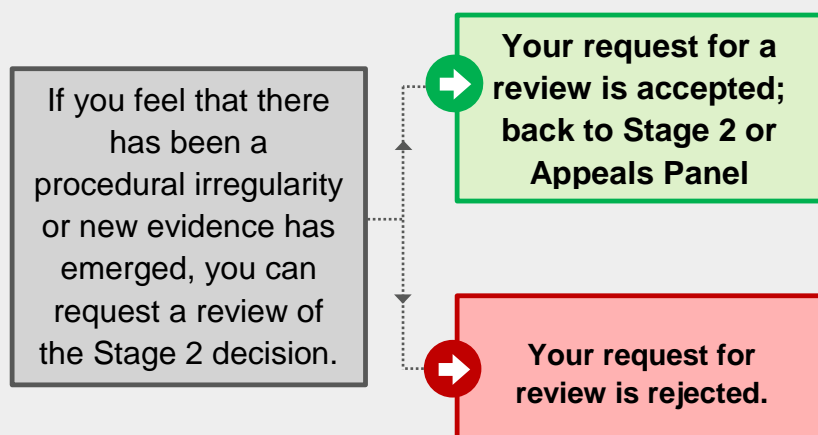 If you feel that there
has been a
procedural irregularity
or new evidence has
emerged, you can
request a review of
the Stage 2 decision.
Your request for a
review is accepted;
back to Stage 2 or
Appeals Panel
Your request for
review is rejected.